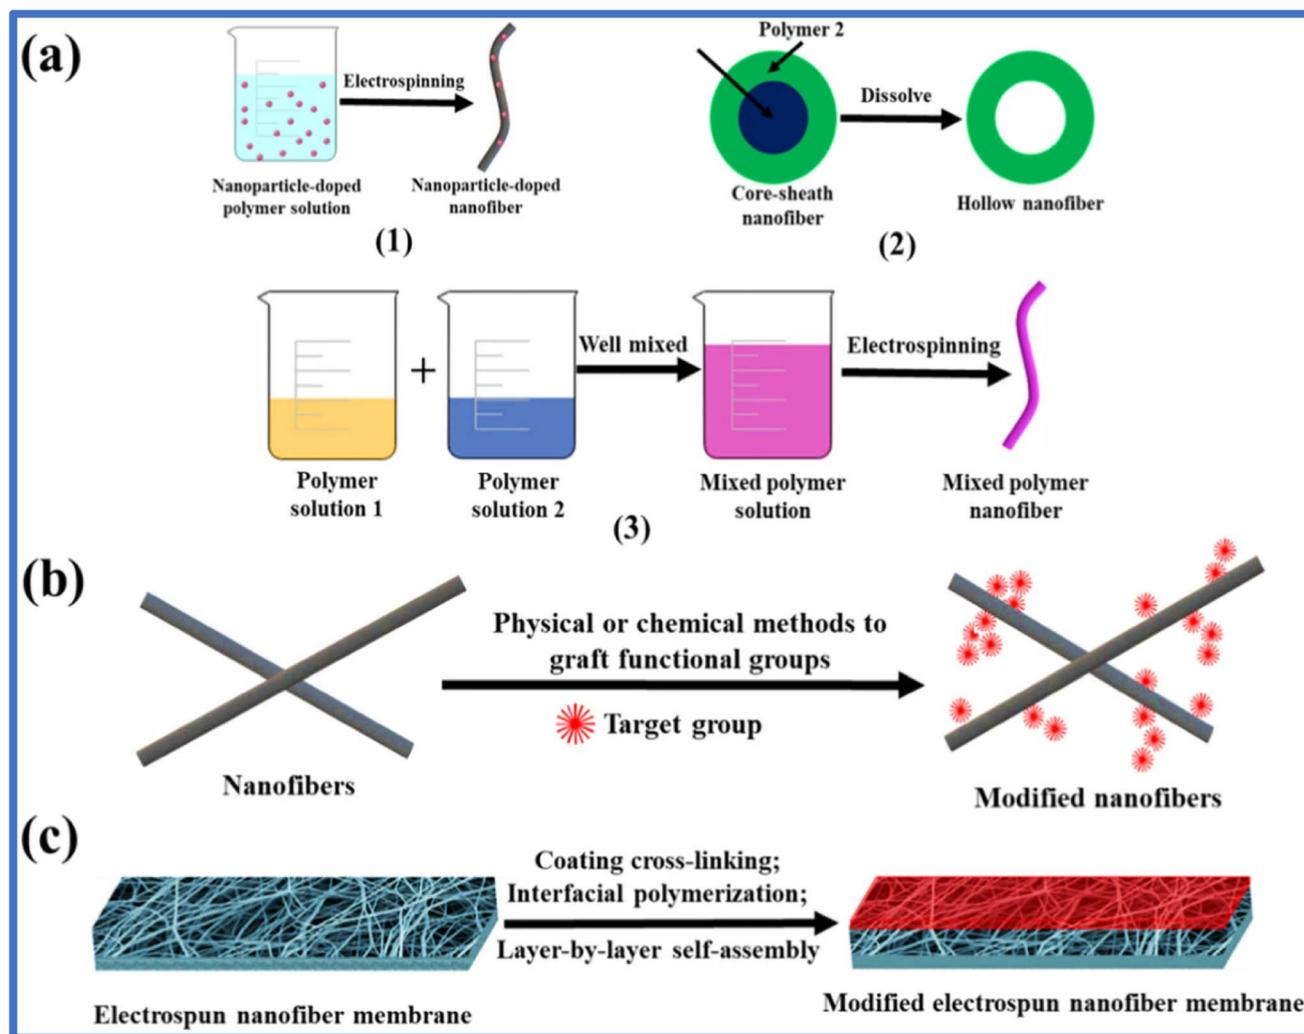 (a)
Electrospinning
Nanoparticle-doped
polymer solution
Nanoparticle-doped
nanofiber
(1)
Polymer 2
Dissolve
Core-sheath
nanofiber
Hollow nanofiber
(2)
+
Well mixed
Electrospinning
Polymer
solution 1
Polymer
solution 2
Mixed polymer
solution
Mixed polymer
nanofiber
(3)
(b)
Physical or chemical methods to
graft functional groups
Target group
Nanofibers
Modified nanofibers
(c)
Coating cross-linking;
Interfacial polymerization;
Layer-by-layer self-assembly
Electrospun nanofiber membrane
Modified electrospun nanofiber membrane